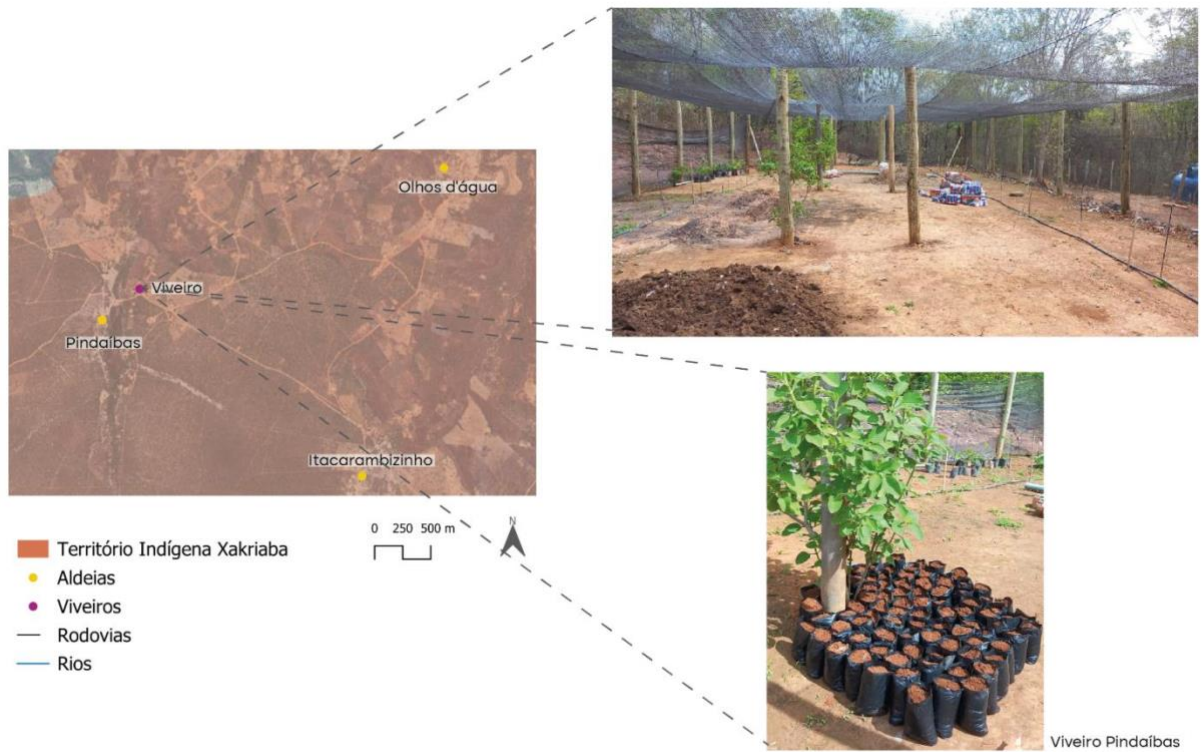 Olhos d'água
Viveiro
Pindaíbas
Itacarambizinho
0 250 500 m
N
Território Indígena Xakriaba
Aldeias
Viveiros
Rodovias
Rios
Viveiro Pindaíbas